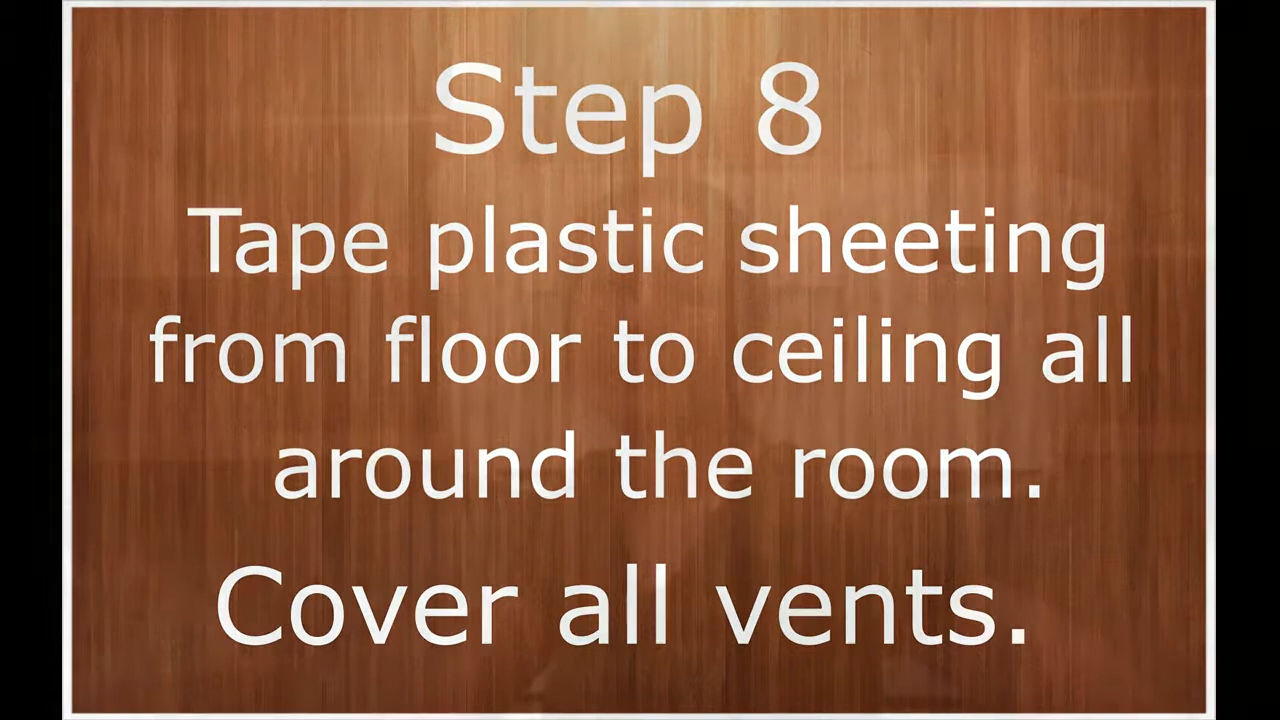 Step 8
Tape plastic sheeting
from floor to ceiling all
around the room.
Cover all vents.